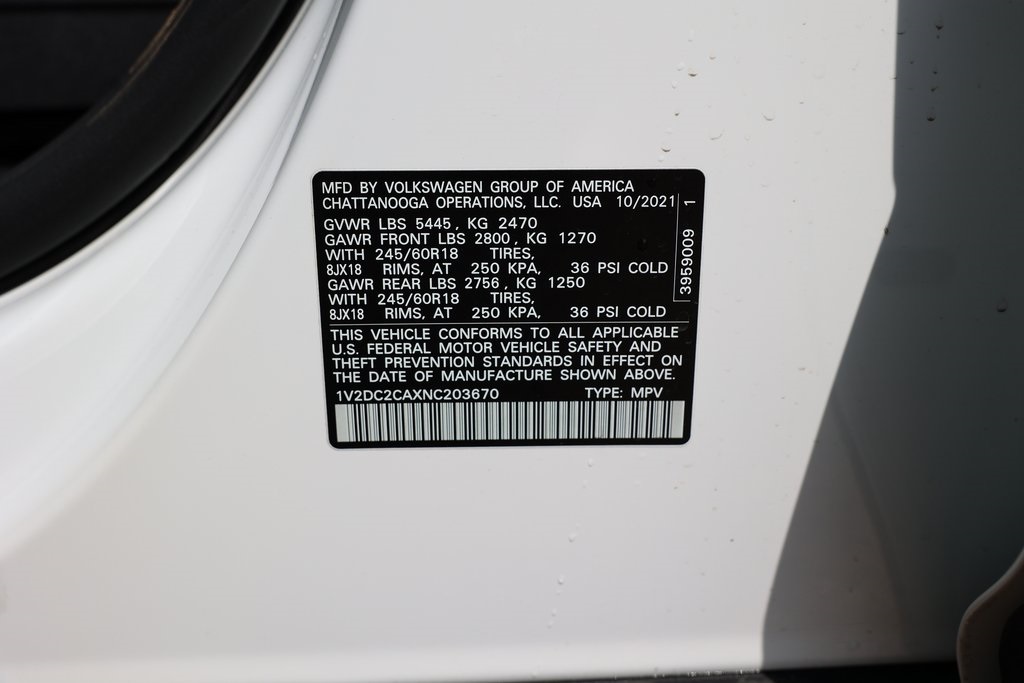 MFD BY VOLKSWAGEN GROUP OF AMERICA
CHATTANOOGA OPERATIONS, LLC. USA 10/2021
GVWR LBS 5445, KG 2470
GAWR FRONT LBS 2800, KG 1270
WITH 245/60R18 TIRES,
8JX18 RIMS, AT 250 KPA, 36 PSI COLD
GAWR REAR LBS 2756, KG 1250
WITH 245/60R18 TIRES,
8JX18 RIMS, AT 250 KPA, 36 PSI COLD
THIS VEHICLE CONFORMS TO ALL APPLICABLE
U.S. FEDERAL MOTOR VEHICLE SAFETY AND
THEFT PREVENTION STANDARDS IN EFFECT ON
THE DATE OF MANUFACTURE SHOWN ABOVE.
1V2DC2CAXNC203670 TYPE: MPV
3959009 1